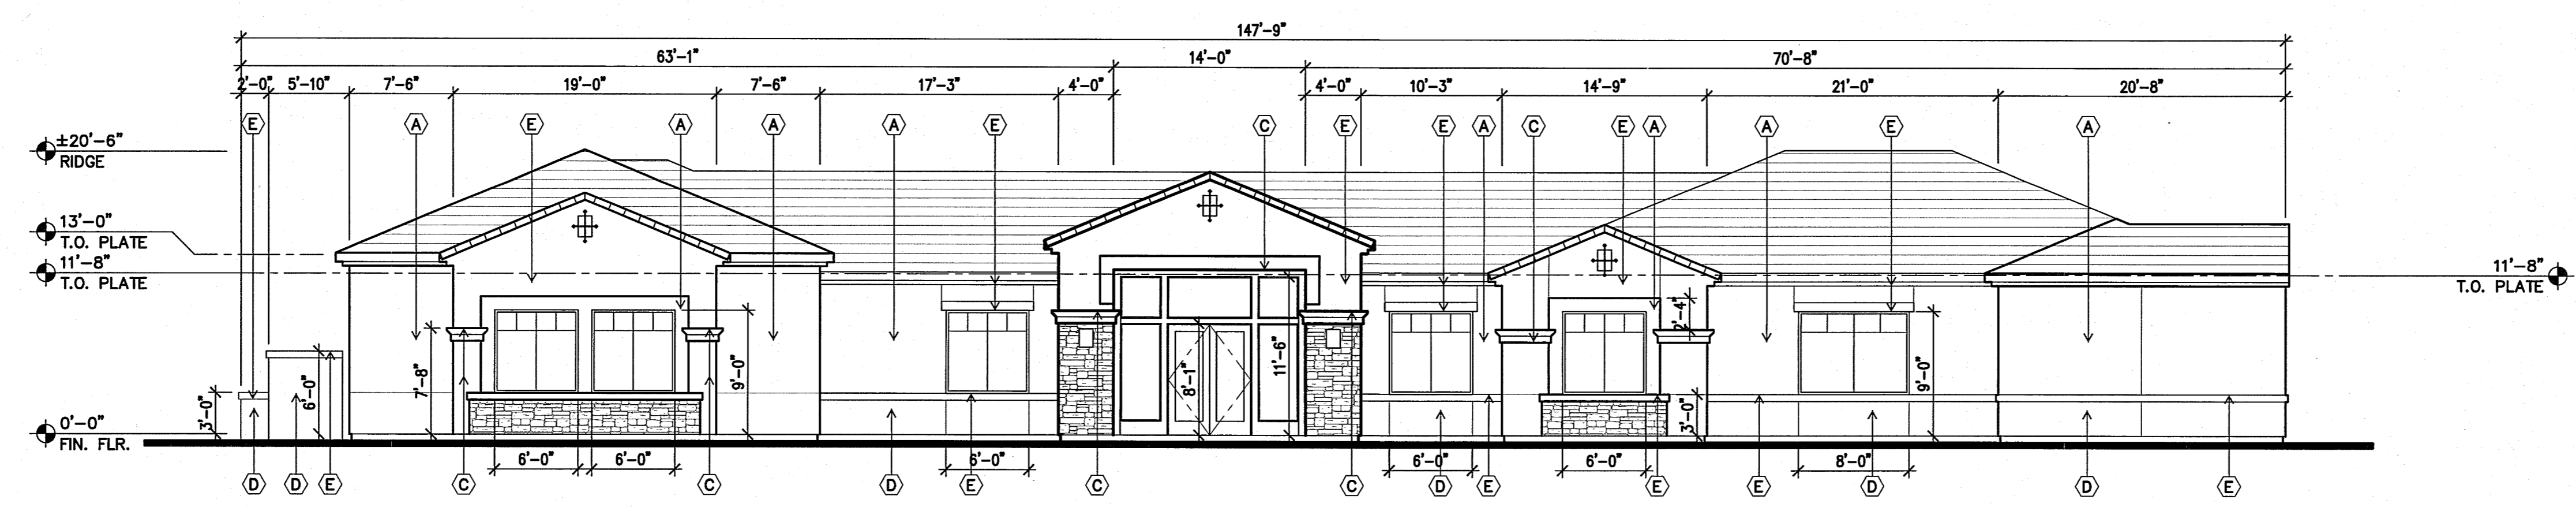 147'-9"
63'-1" 14'-0" 70'-8"
2'-0" 5'-10" 7'-6" 19'-0" 7'-6" 17'-3" 4'-0" 4'-0" 10'-3" 14'-9" 21'-0" 20'-8"
E A E A A A E C E E A C E A A E A
±20'-6"
RIDGE
13'-0"
T.O. PLATE
11'-8"
T.O. PLATE
11'-8"
T.O. PLATE
2'-4"
7'-8"
9'-0"
8'-1"
11'-6"
9'-0"
3'-0"
6'-0"
3'-0"
0'-0"
FIN. FLR.
6'-0" 6'-0" 6'-0" 6'-0" 6'-0" 8'-0"
D D E C C D E C C D E E E D D E